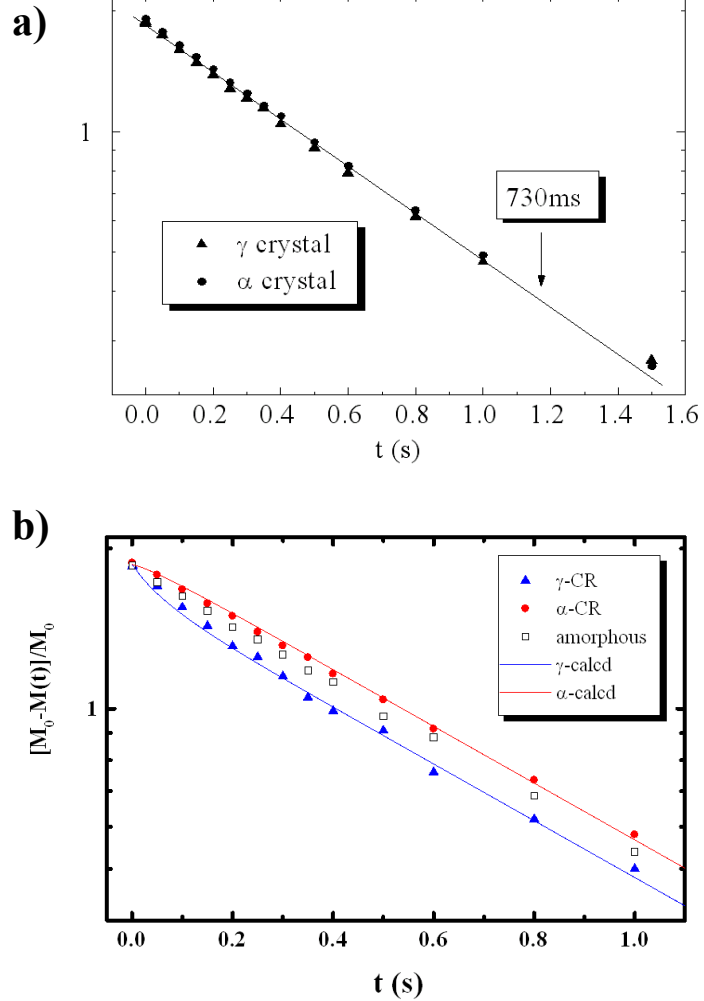 a)
1
730ms
γ crystal
α crystal
0.0 0.2 0.4 0.6 0.8 1.0 1.2 1.4 1.6
t (s)
b)
γ-CR
α-CR
amorphous
γ-calcd
α-calcd
[M₀-M(t)]/M₀
1
0.0 0.2 0.4 0.6 0.8 1.0
t (s)